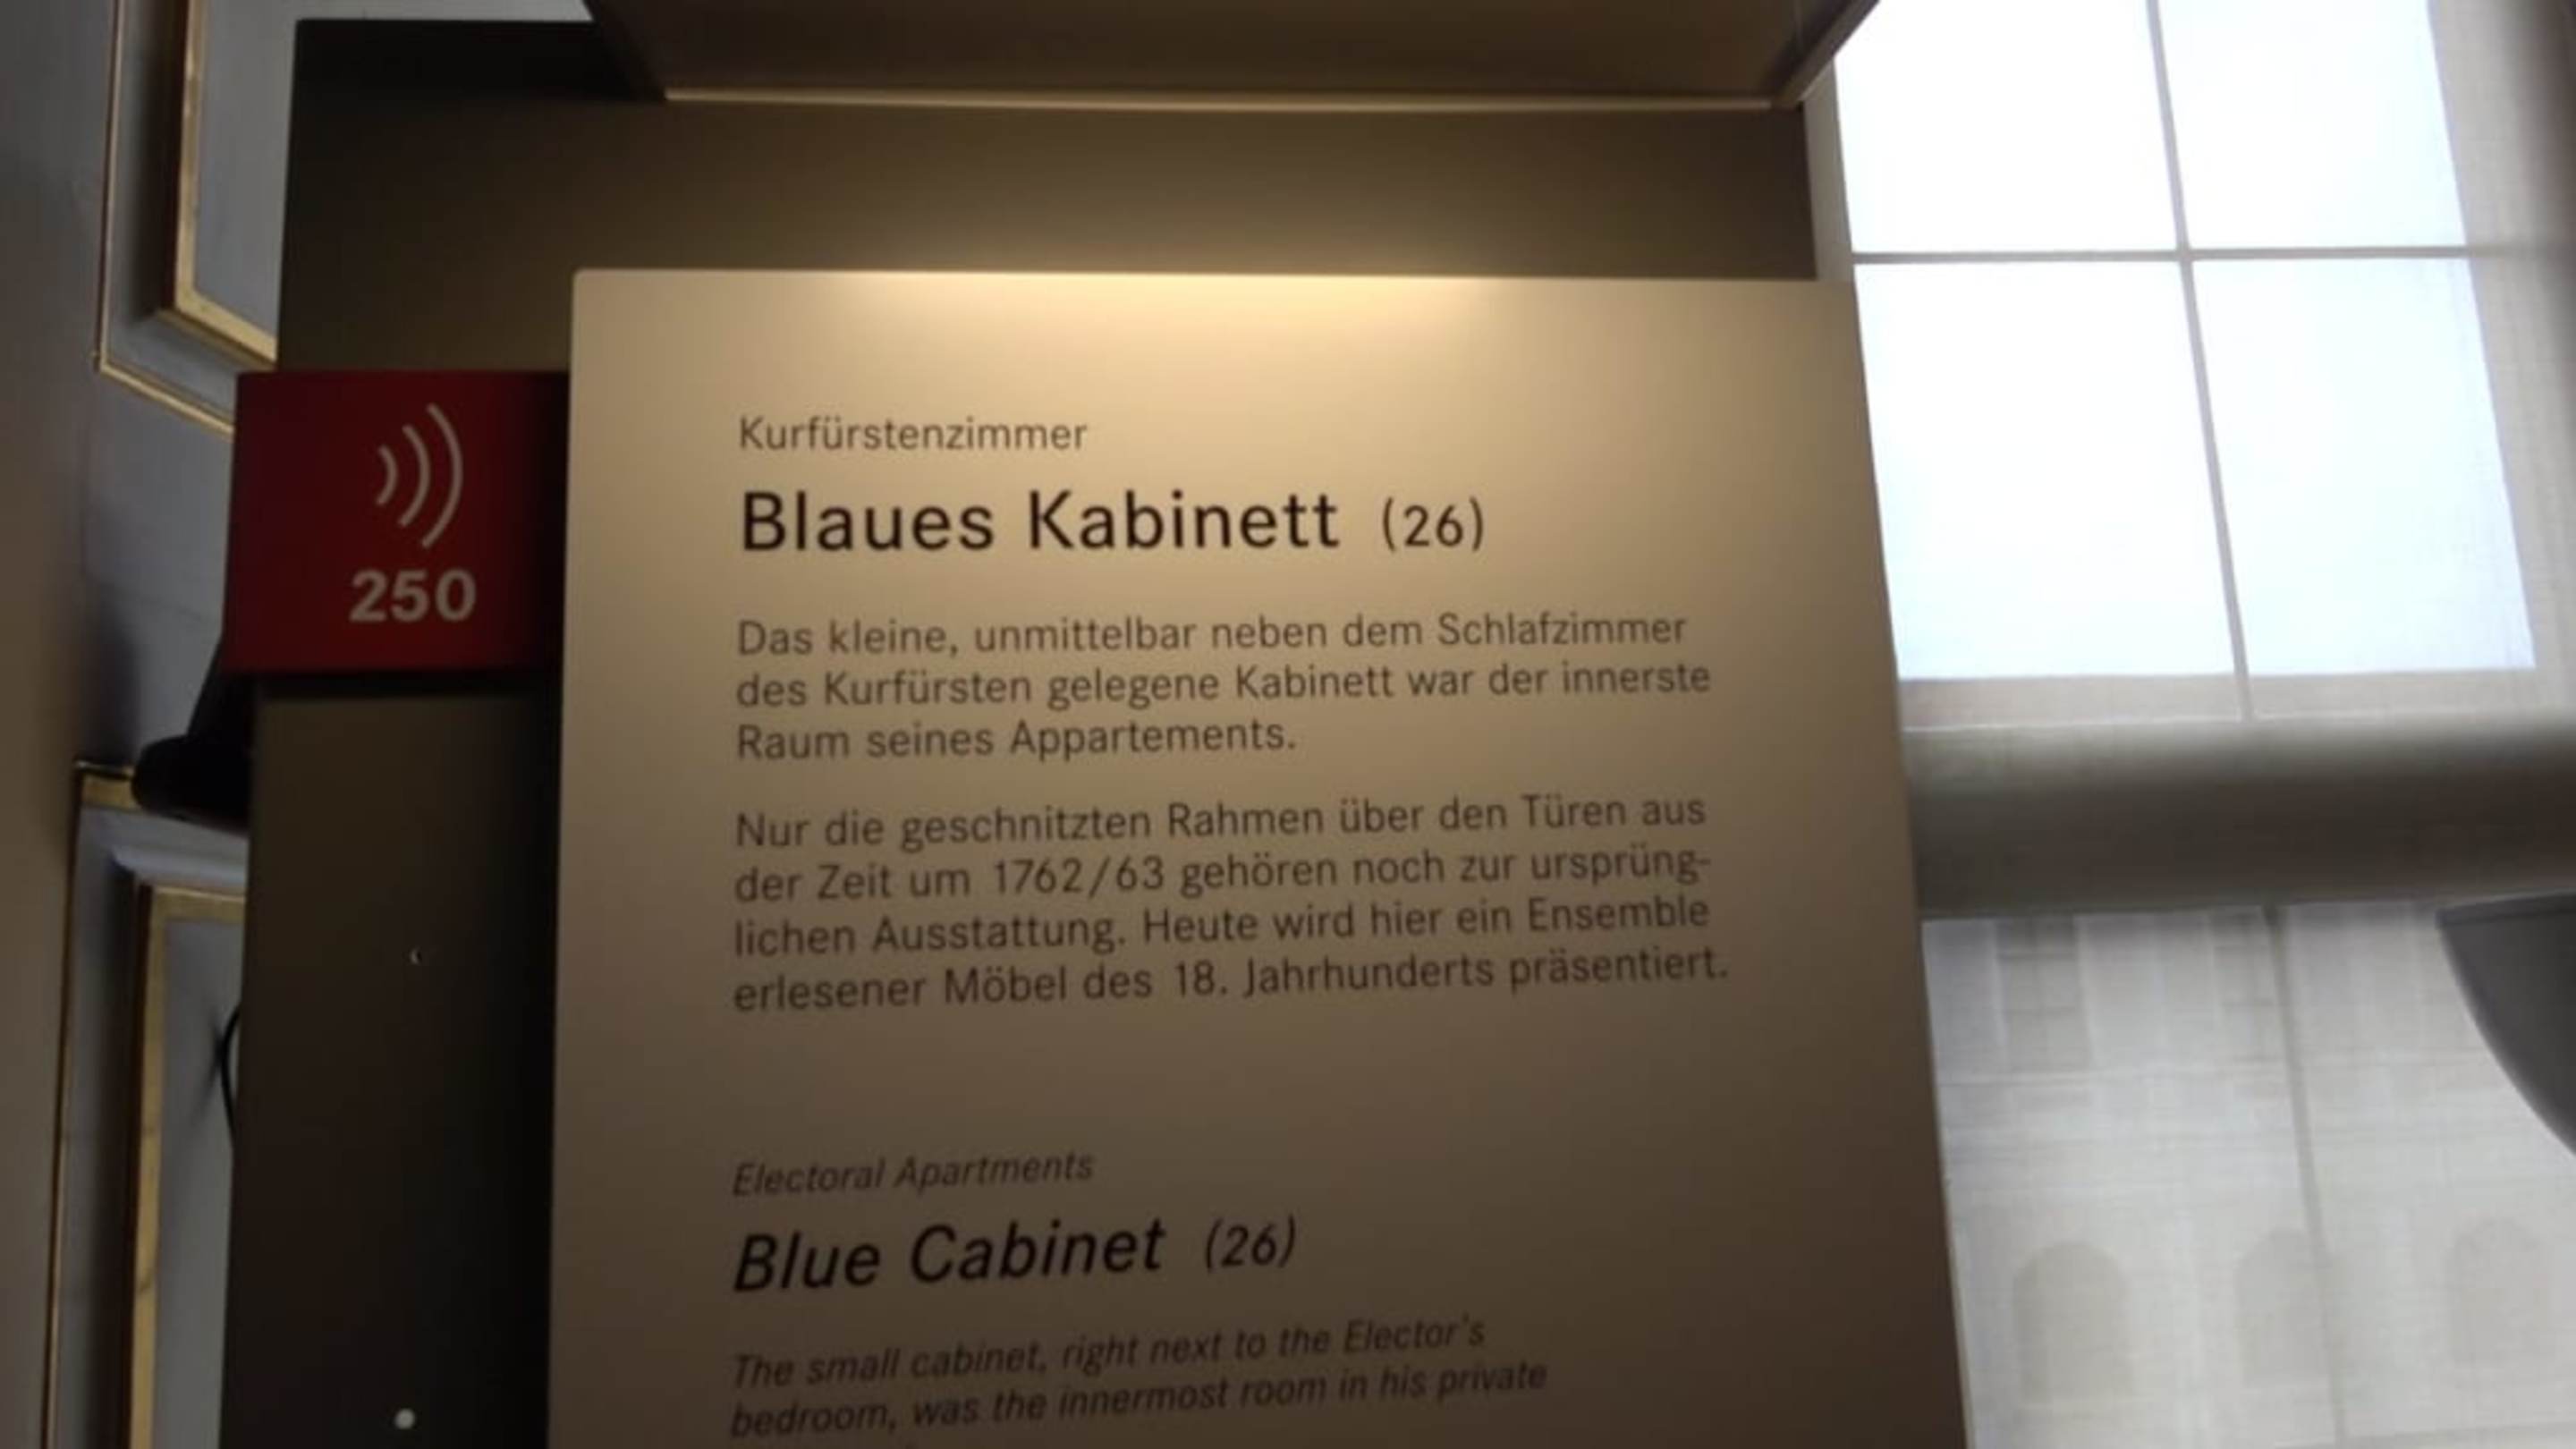 250
Kurfürstenzimmer
Blaues Kabinett (26)
Das kleine, unmittelbar neben dem Schlafzimmer
des Kurfürsten gelegene Kabinett war der innerste
Raum seines Appartements.
Nur die geschnitzten Rahmen über den Türen aus
der Zeit um 1762/63 gehören noch zur ursprüng-
lichen Ausstattung. Heute wird hier ein Ensemble
erlesener Möbel des 18. Jahrhunderts präsentiert.
Electoral Apartments
Blue Cabinet (26)
The small cabinet, right next to the Elector's
bedroom, was the innermost room in his private